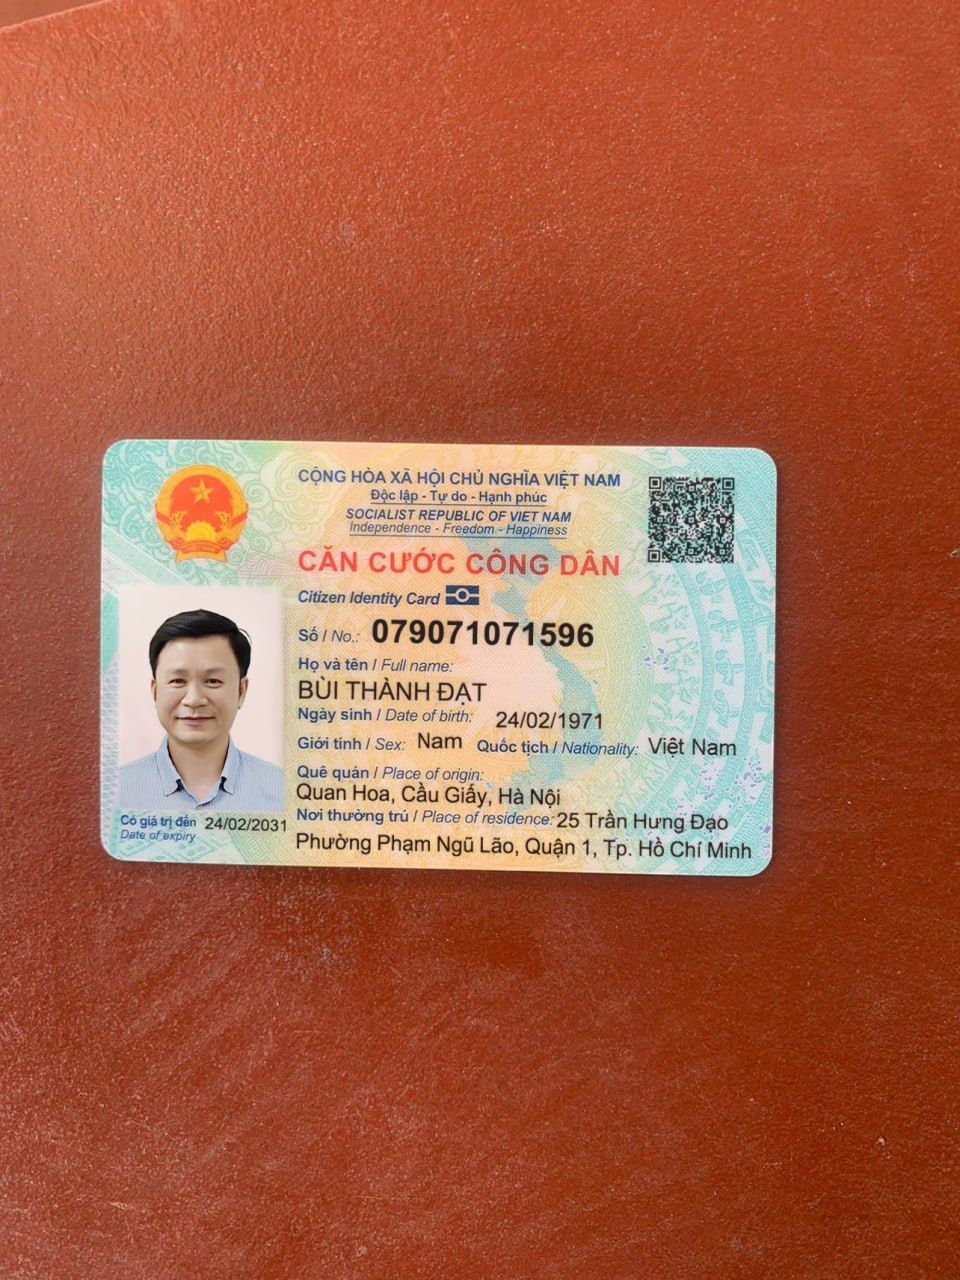 CỘNG HÒA XÃ HỘI CHỦ NGHĨA VIỆT NAM
Độc lập - Tự do - Hạnh phúc
SOCIALIST REPUBLIC OF VIET NAM
Independence - Freedom - Happiness
CĂN CƯỚC CÔNG DÂN
Citizen Identity Card
Số / No.: 079071071596
Họ và tên / Full name:
BÙI THÀNH ĐẠT
Ngày sinh / Date of birth: 24/02/1971
Giới tính / Sex: Nam Quốc tịch / Nationality: Việt Nam
Quê quán / Place of origin:
Quan Hoa, Cầu Giấy, Hà Nội
Nơi thường trú / Place of residence: 25 Trần Hưng Đạo
Phường Phạm Ngũ Lão, Quận 1, Tp. Hồ Chí Minh
Có giá trị đến 24/02/2031
Date of expiry